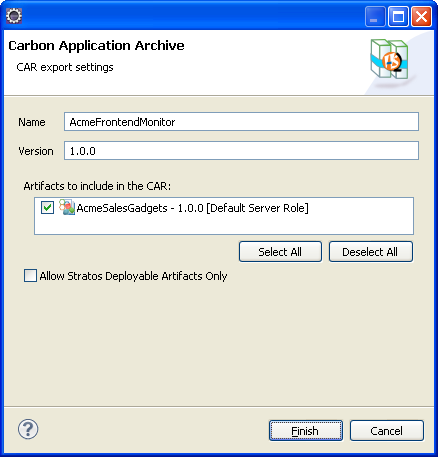 Carbon Application Archive
CAR export settings
Name AcmeFrontendMonitor
Version 1.0.0
Artifacts to include in the CAR:
AcmeSalesGadgets - 1.0.0 [Default Server Role]
Select All Deselect All
Allow Stratos Deployable Artifacts Only
? Finish Cancel